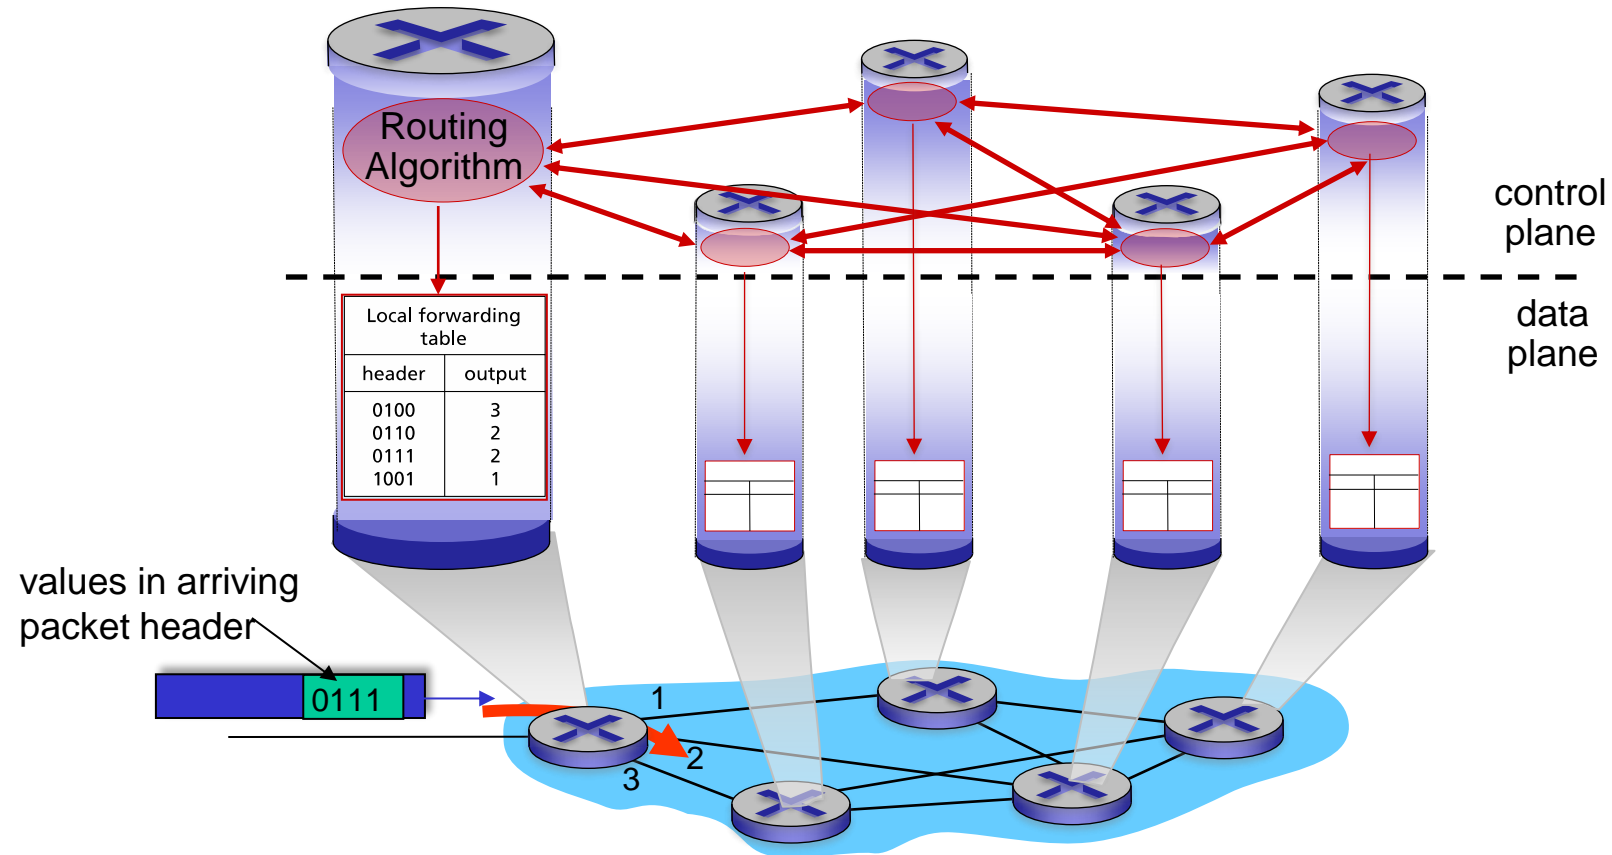 Routing
Algorithm
control
plane
data
plane
Local forwarding
table
header output
0100 3
0110 2
0111 2
1001 1
values in arriving
packet header
0111
1
2
3